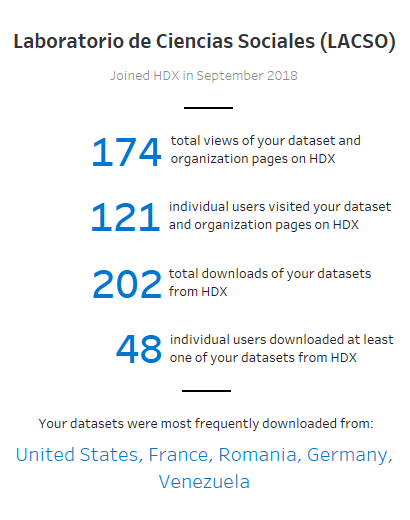 Laboratorio de Ciencias Sociales (LACSO)
Joined HDX in September 2018
174 total views of your dataset and
organization pages on HDX
121 individual users visited your dataset
and organization pages on HDX
202 total downloads of your datasets
from HDX
48 individual users downloaded at least
one of your datasets from HDX
Your datasets were most frequently downloaded from:
United States, France, Romania, Germany,
Venezuela